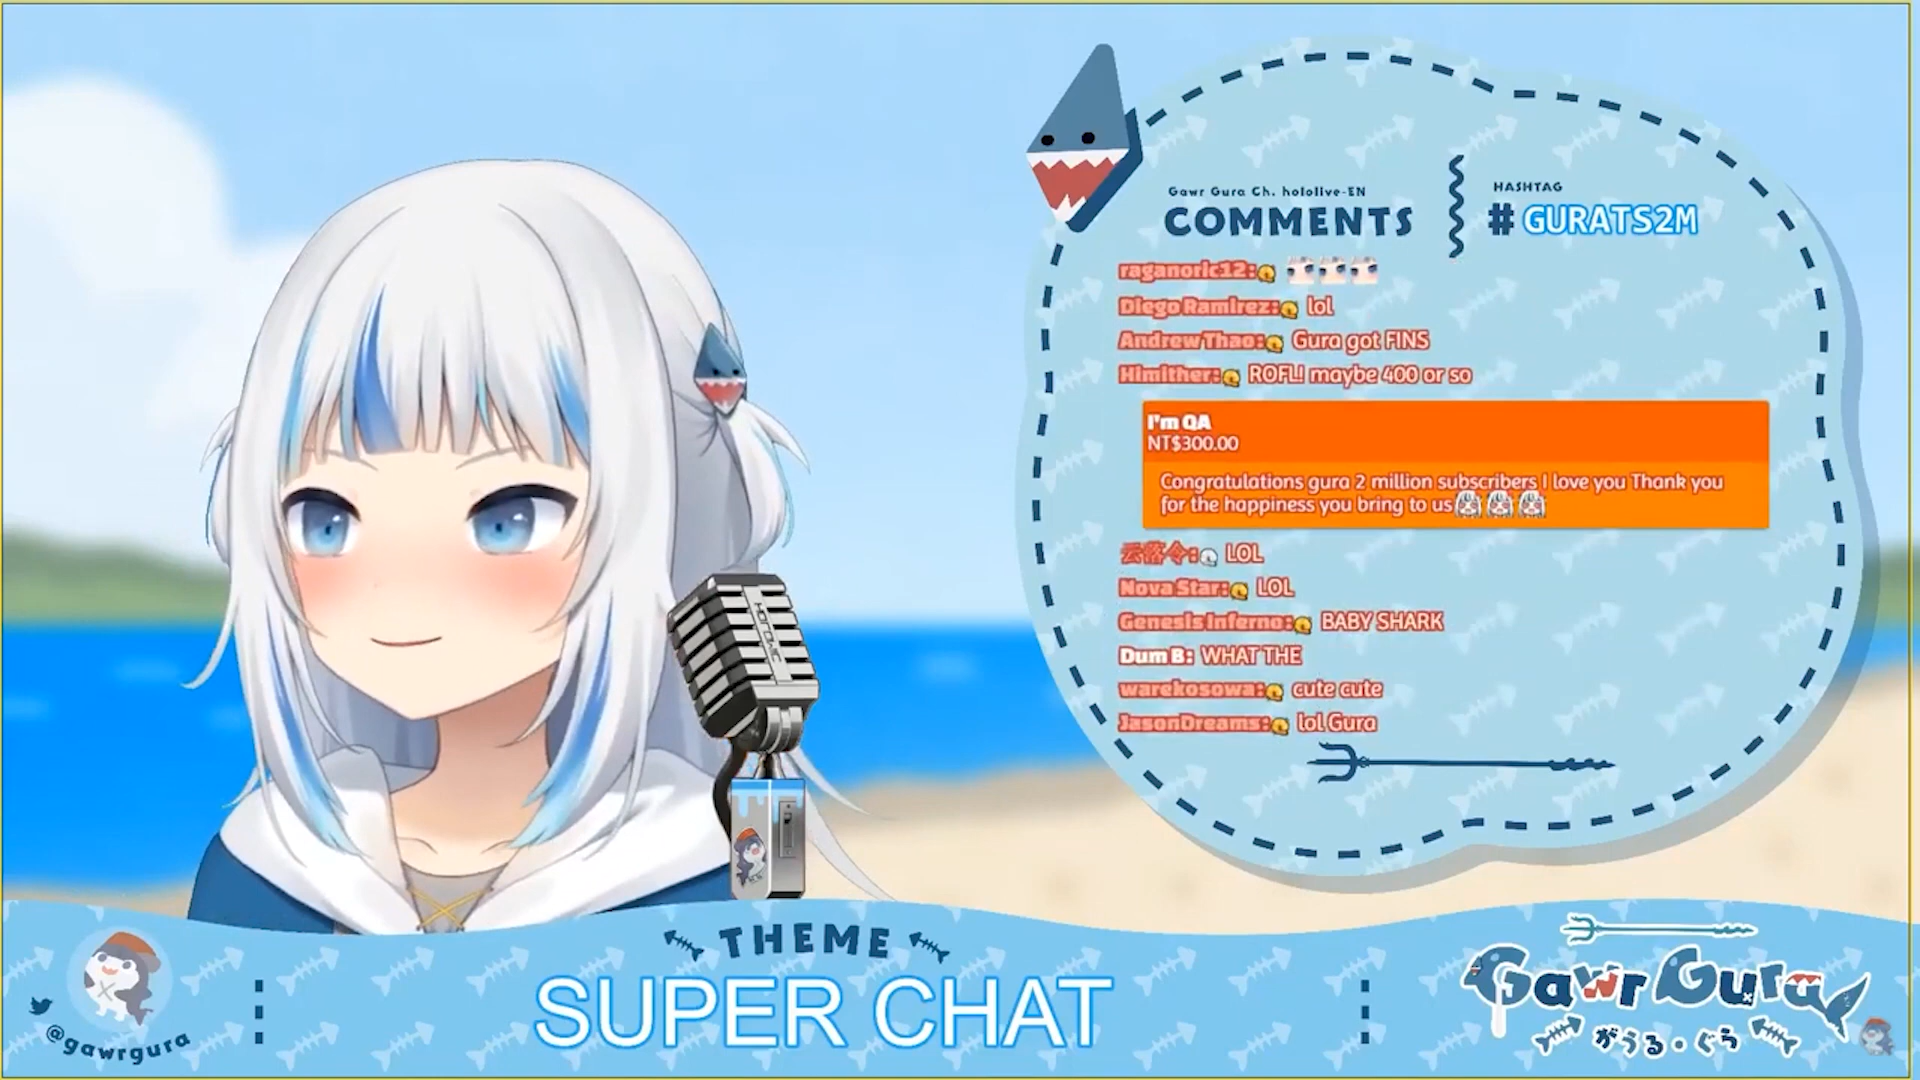 Gawr Gura Ch. hololive-EN
COMMENTS
HASHTAG
# GURATS2M
raganoric12:
Diego Ramirez: lol
Andrew Thao: Gura got FINS
Himither: ROFL! maybe 400 or so
I'm QA
NT$300.00
Congratulations gura 2 million subscribers I love you Thank you
for the happiness you bring to us
云落令: LOL
Nova Star: LOL
Genesis Inferno: BABY SHARK
Dum B: WHAT THE
warekosowa: cute cute
JasonDreams: lol Gura
THEME
SUPER CHAT
@gawrgura
Gawr Gura
がうる・ぐら